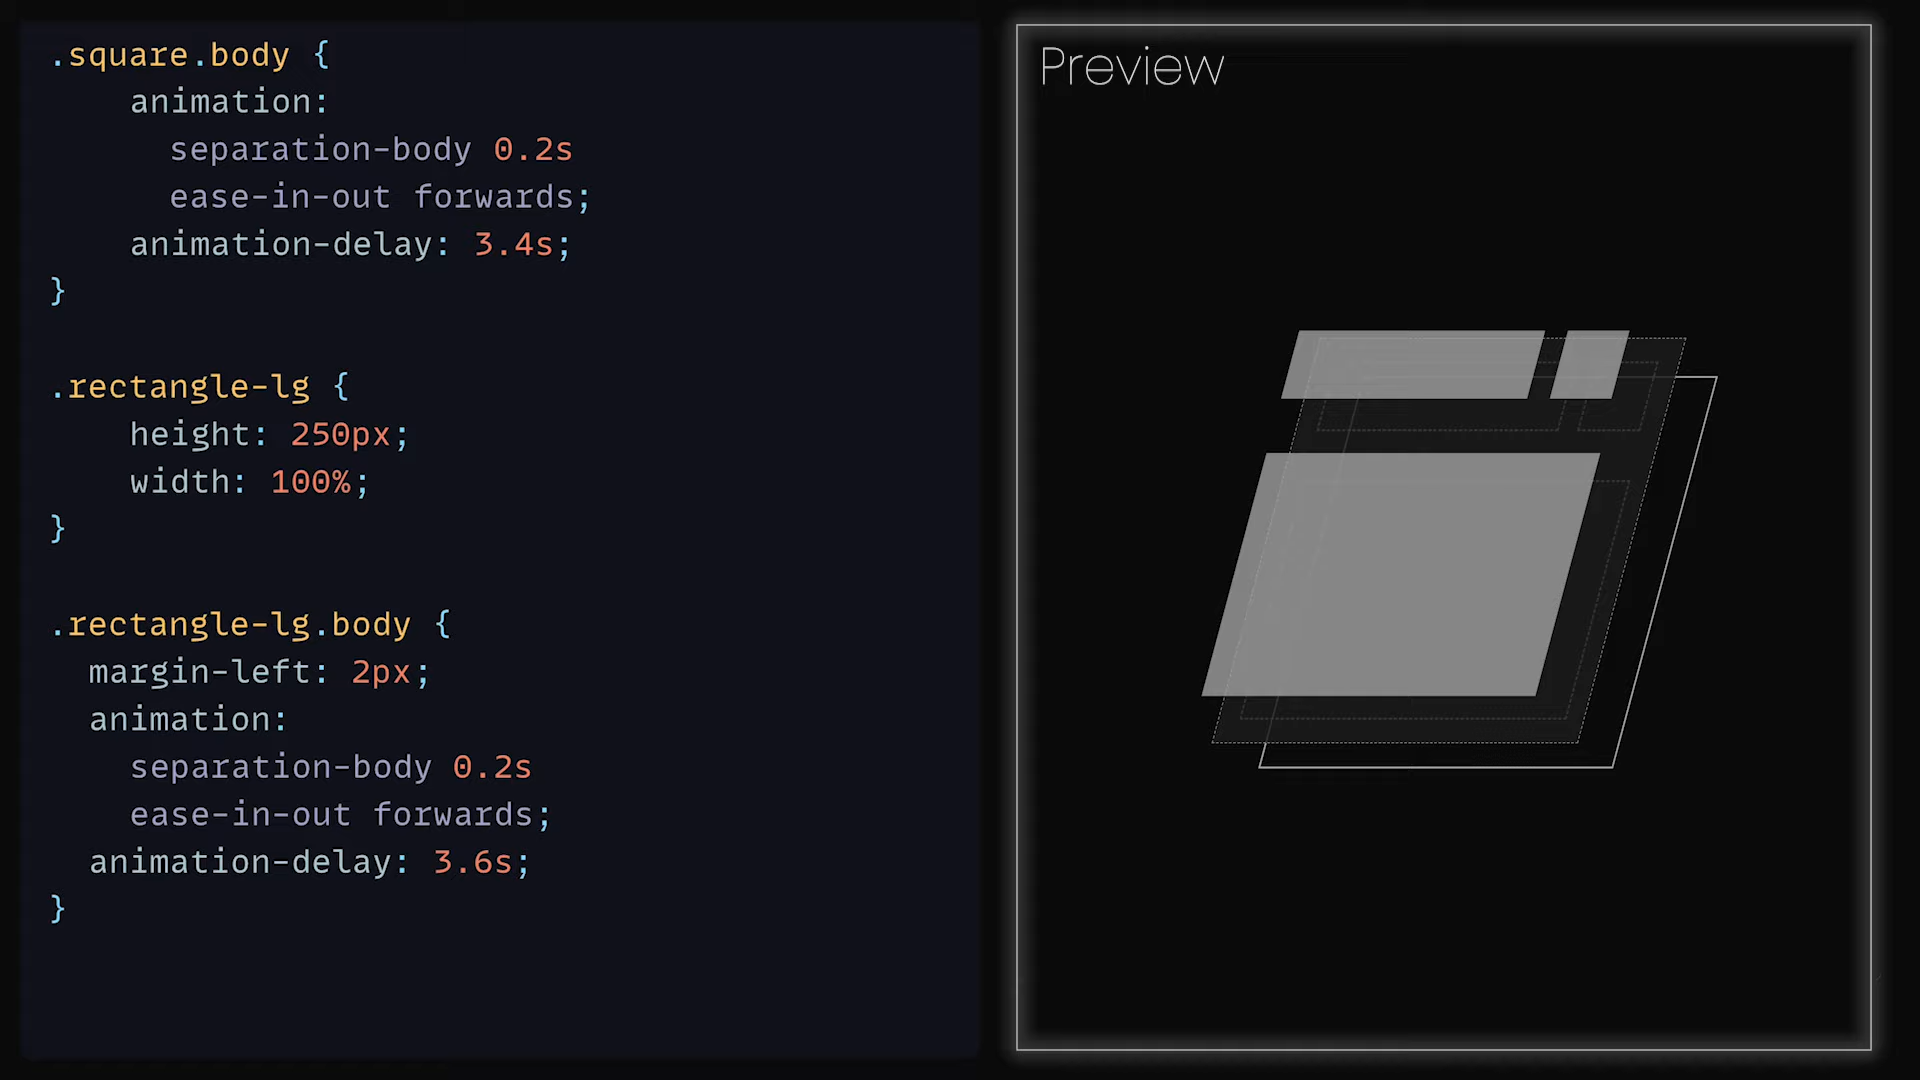 .square.body {
animation:
separation-body 0.2s
ease-in-out forwards;
animation-delay: 3.4s;
}
.rectangle-lg {
height: 250px;
width: 100%;
}
.rectangle-lg.body {
margin-left: 2px;
animation:
separation-body 0.2s
ease-in-out forwards;
animation-delay: 3.6s;
}
Preview